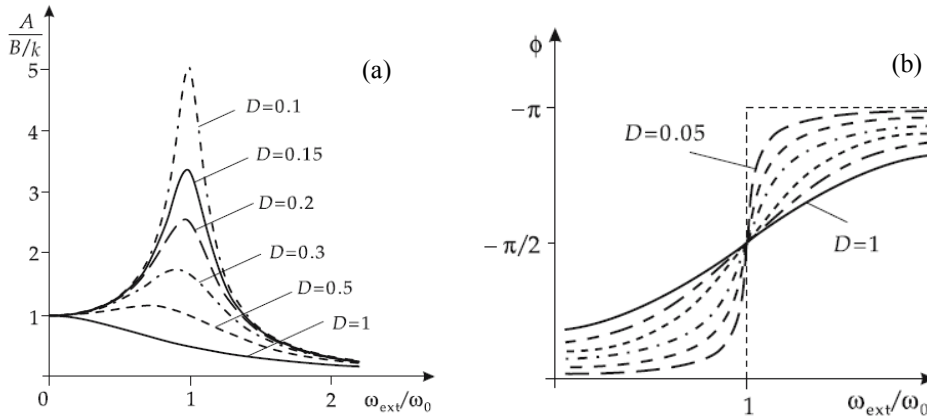 A
B/k
(a)
5
4
3
2
1
0
1
2
ω_ext/ω_0
D=0.1
D=0.15
D=0.2
D=0.3
D=0.5
D=1
ϕ
(b)
−π
−π/2
D=0.05
D=1
1
ω_ext/ω_0